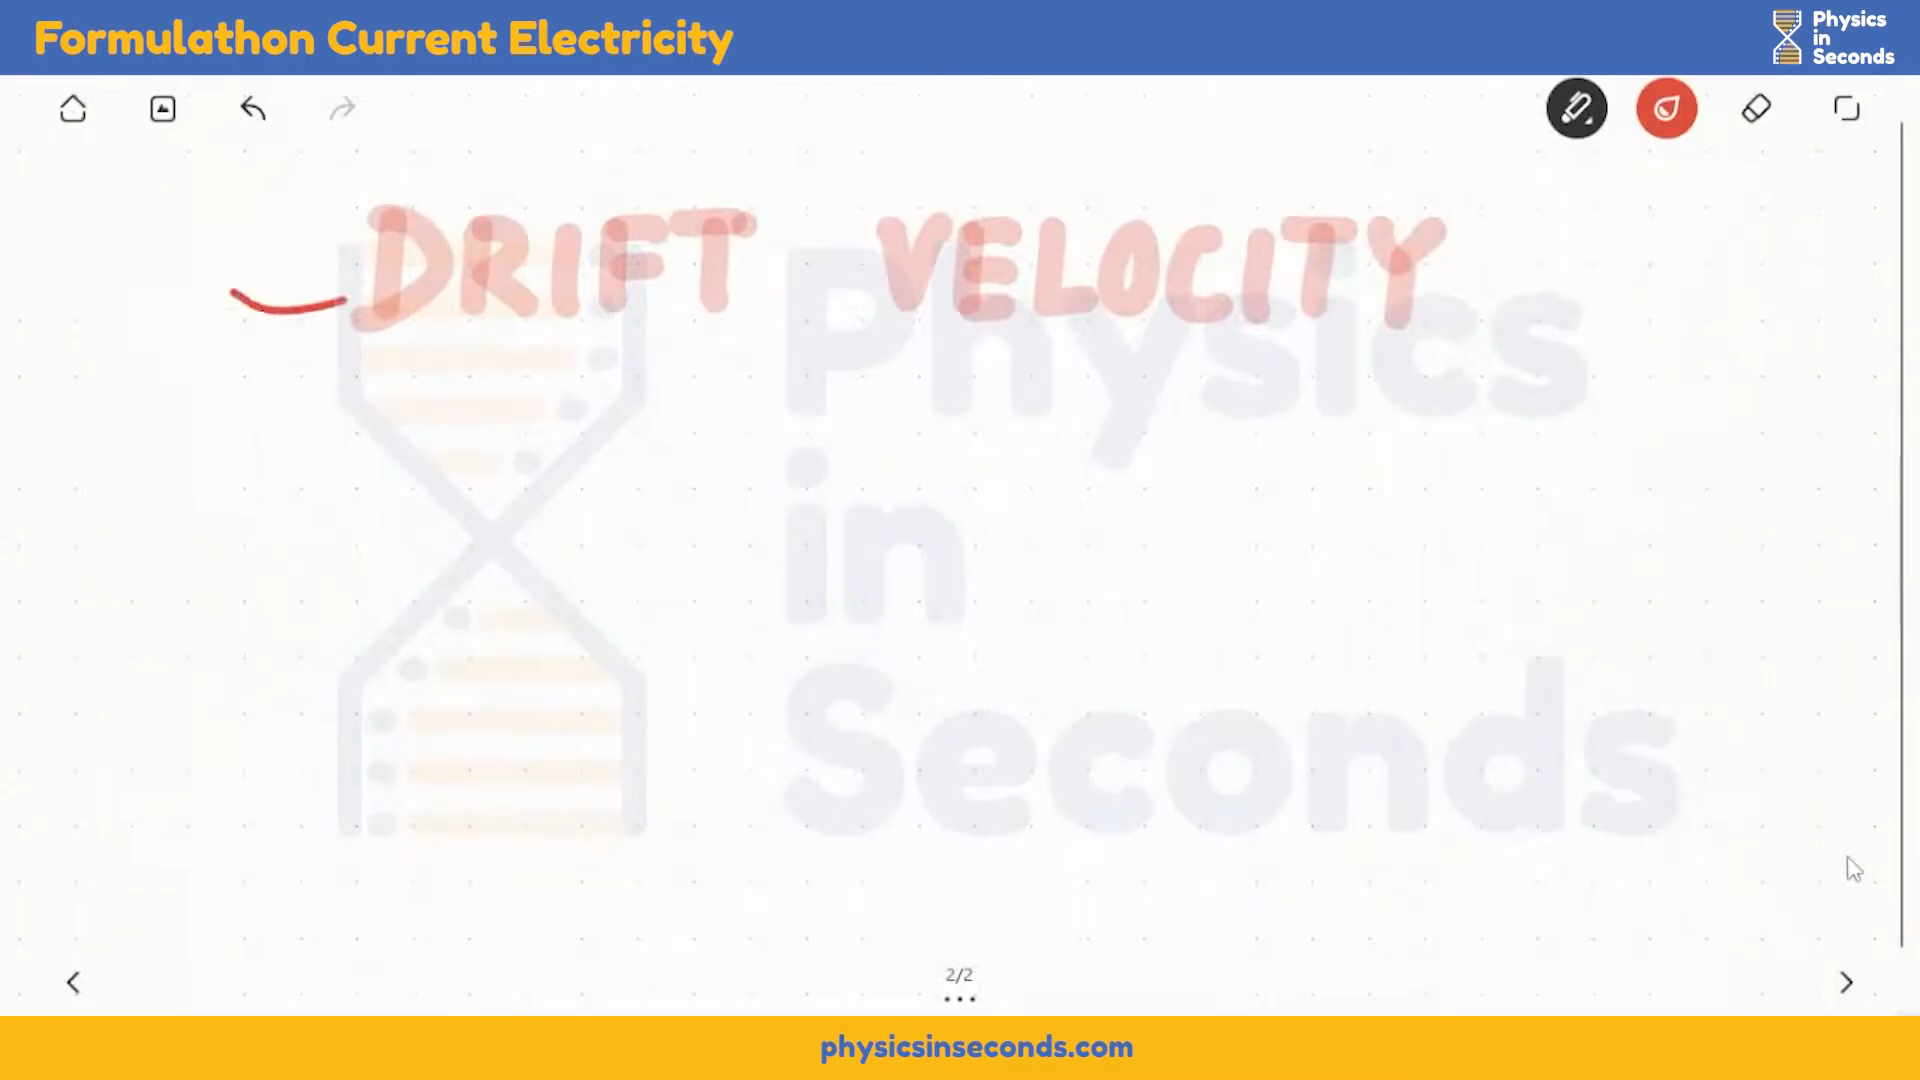 Formulathon Current Electricity
Physics
in
Seconds
DRIFT VELOCITY
Physics
in
Seconds
2/2
physicsinseconds.com